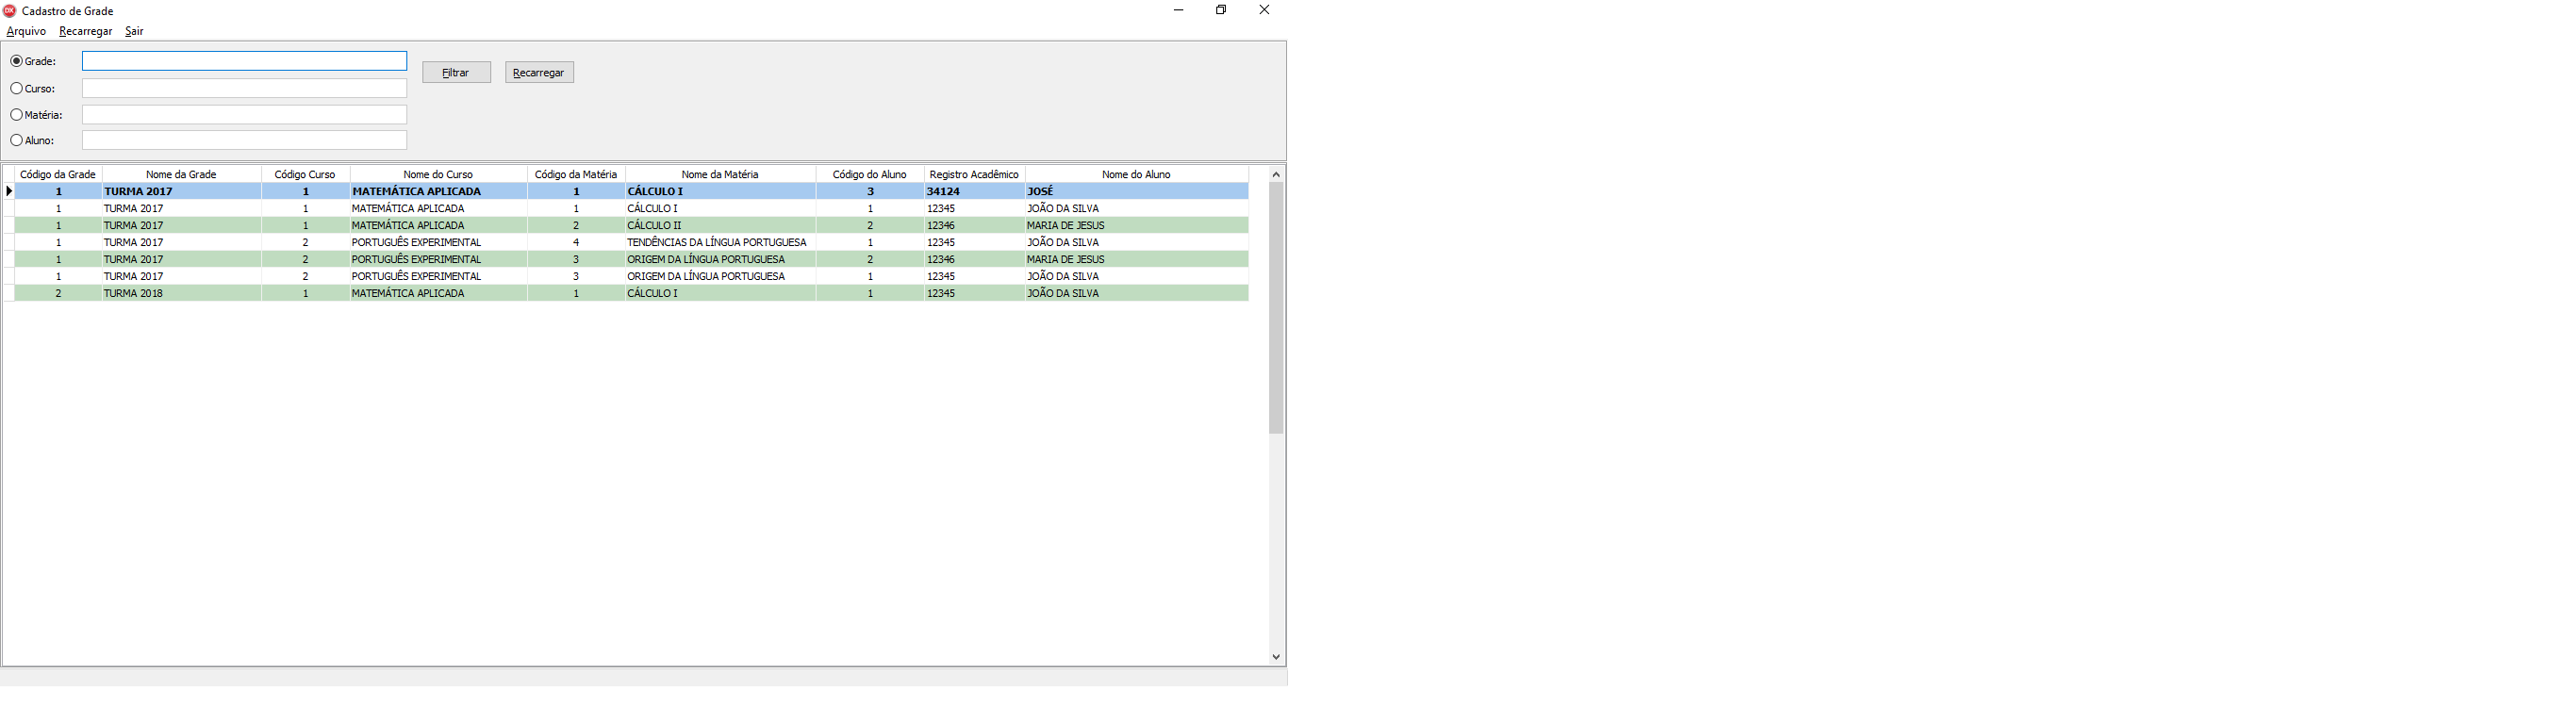 DX Cadastro de Grade
Arquivo Recarregar Sair
Grade:
Filtrar Recarregar
Curso:
Matéria:
Aluno:
Código da Grade Nome da Grade Código Curso Nome do Curso Código da Matéria Nome da Matéria Código do Aluno Registro Acadêmico Nome do Aluno
1 TURMA 2017 1 MATEMÁTICA APLICADA 1 CÁLCULO I 3 34124 JOSÉ
1 TURMA 2017 1 MATEMÁTICA APLICADA 1 CÁLCULO I 1 12345 JOÃO DA SILVA
1 TURMA 2017 1 MATEMÁTICA APLICADA 2 CÁLCULO II 2 12346 MARIA DE JESUS
1 TURMA 2017 2 PORTUGUÊS EXPERIMENTAL 4 TENDÊNCIAS DA LÍNGUA PORTUGUESA 1 12345 JOÃO DA SILVA
1 TURMA 2017 2 PORTUGUÊS EXPERIMENTAL 3 ORIGEM DA LÍNGUA PORTUGUESA 2 12346 MARIA DE JESUS
1 TURMA 2017 2 PORTUGUÊS EXPERIMENTAL 3 ORIGEM DA LÍNGUA PORTUGUESA 1 12345 JOÃO DA SILVA
2 TURMA 2018 1 MATEMÁTICA APLICADA 1 CÁLCULO I 1 12345 JOÃO DA SILVA